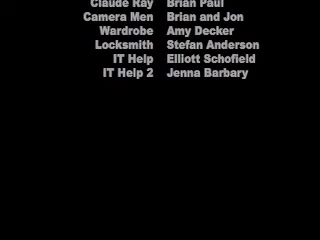 Claude Ray Brian Paul
Camera Men Brian and Jon
Wardrobe Amy Decker
Locksmith Stefan Anderson
IT Help Elliott Schofield
IT Help 2 Jenna Barbary